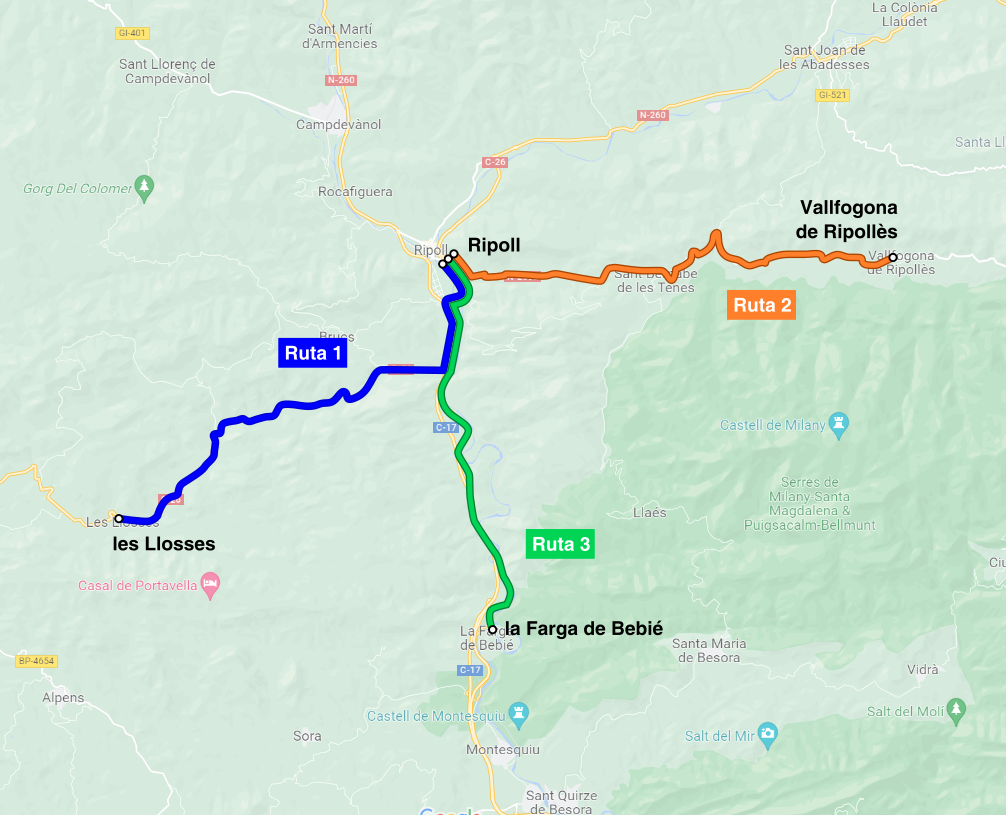 La Colònia
Llaudet
GI-401
Sant Martí
d'Armencies
Sant Joan de
les Abadesses
Sant Llorenç de
Campdevànol
N-260
GI-521
N-260
Campdevànol
Santa Ll
C-26
Gorg Del Colomer
Rocafiguera
Vallfogona
de Ripollès
Ripoll
Ripoll
Vallfogona
de Ripollès
Sant Bernabe
de les Tenes
Ruta 2
Brucs
Ruta 1
C-17
Castell de Milany
Serres de
Milany-Santa
Magdalena &
Puigsacalm-Bellmunt
Llaés
Les Llosses
les Llosses
Ruta 3
Ciu
Casal de Portavella
la Farga de Bebié
La Farga
de Bebié
Santa Maria
de Besora
BP-4654
C-17
Vidrà
Alpens
Castell de Montesquiu
Salt del Molí
Sora
Salt del Mir
Montesquiu
Sant Quirze
de Besora
Google